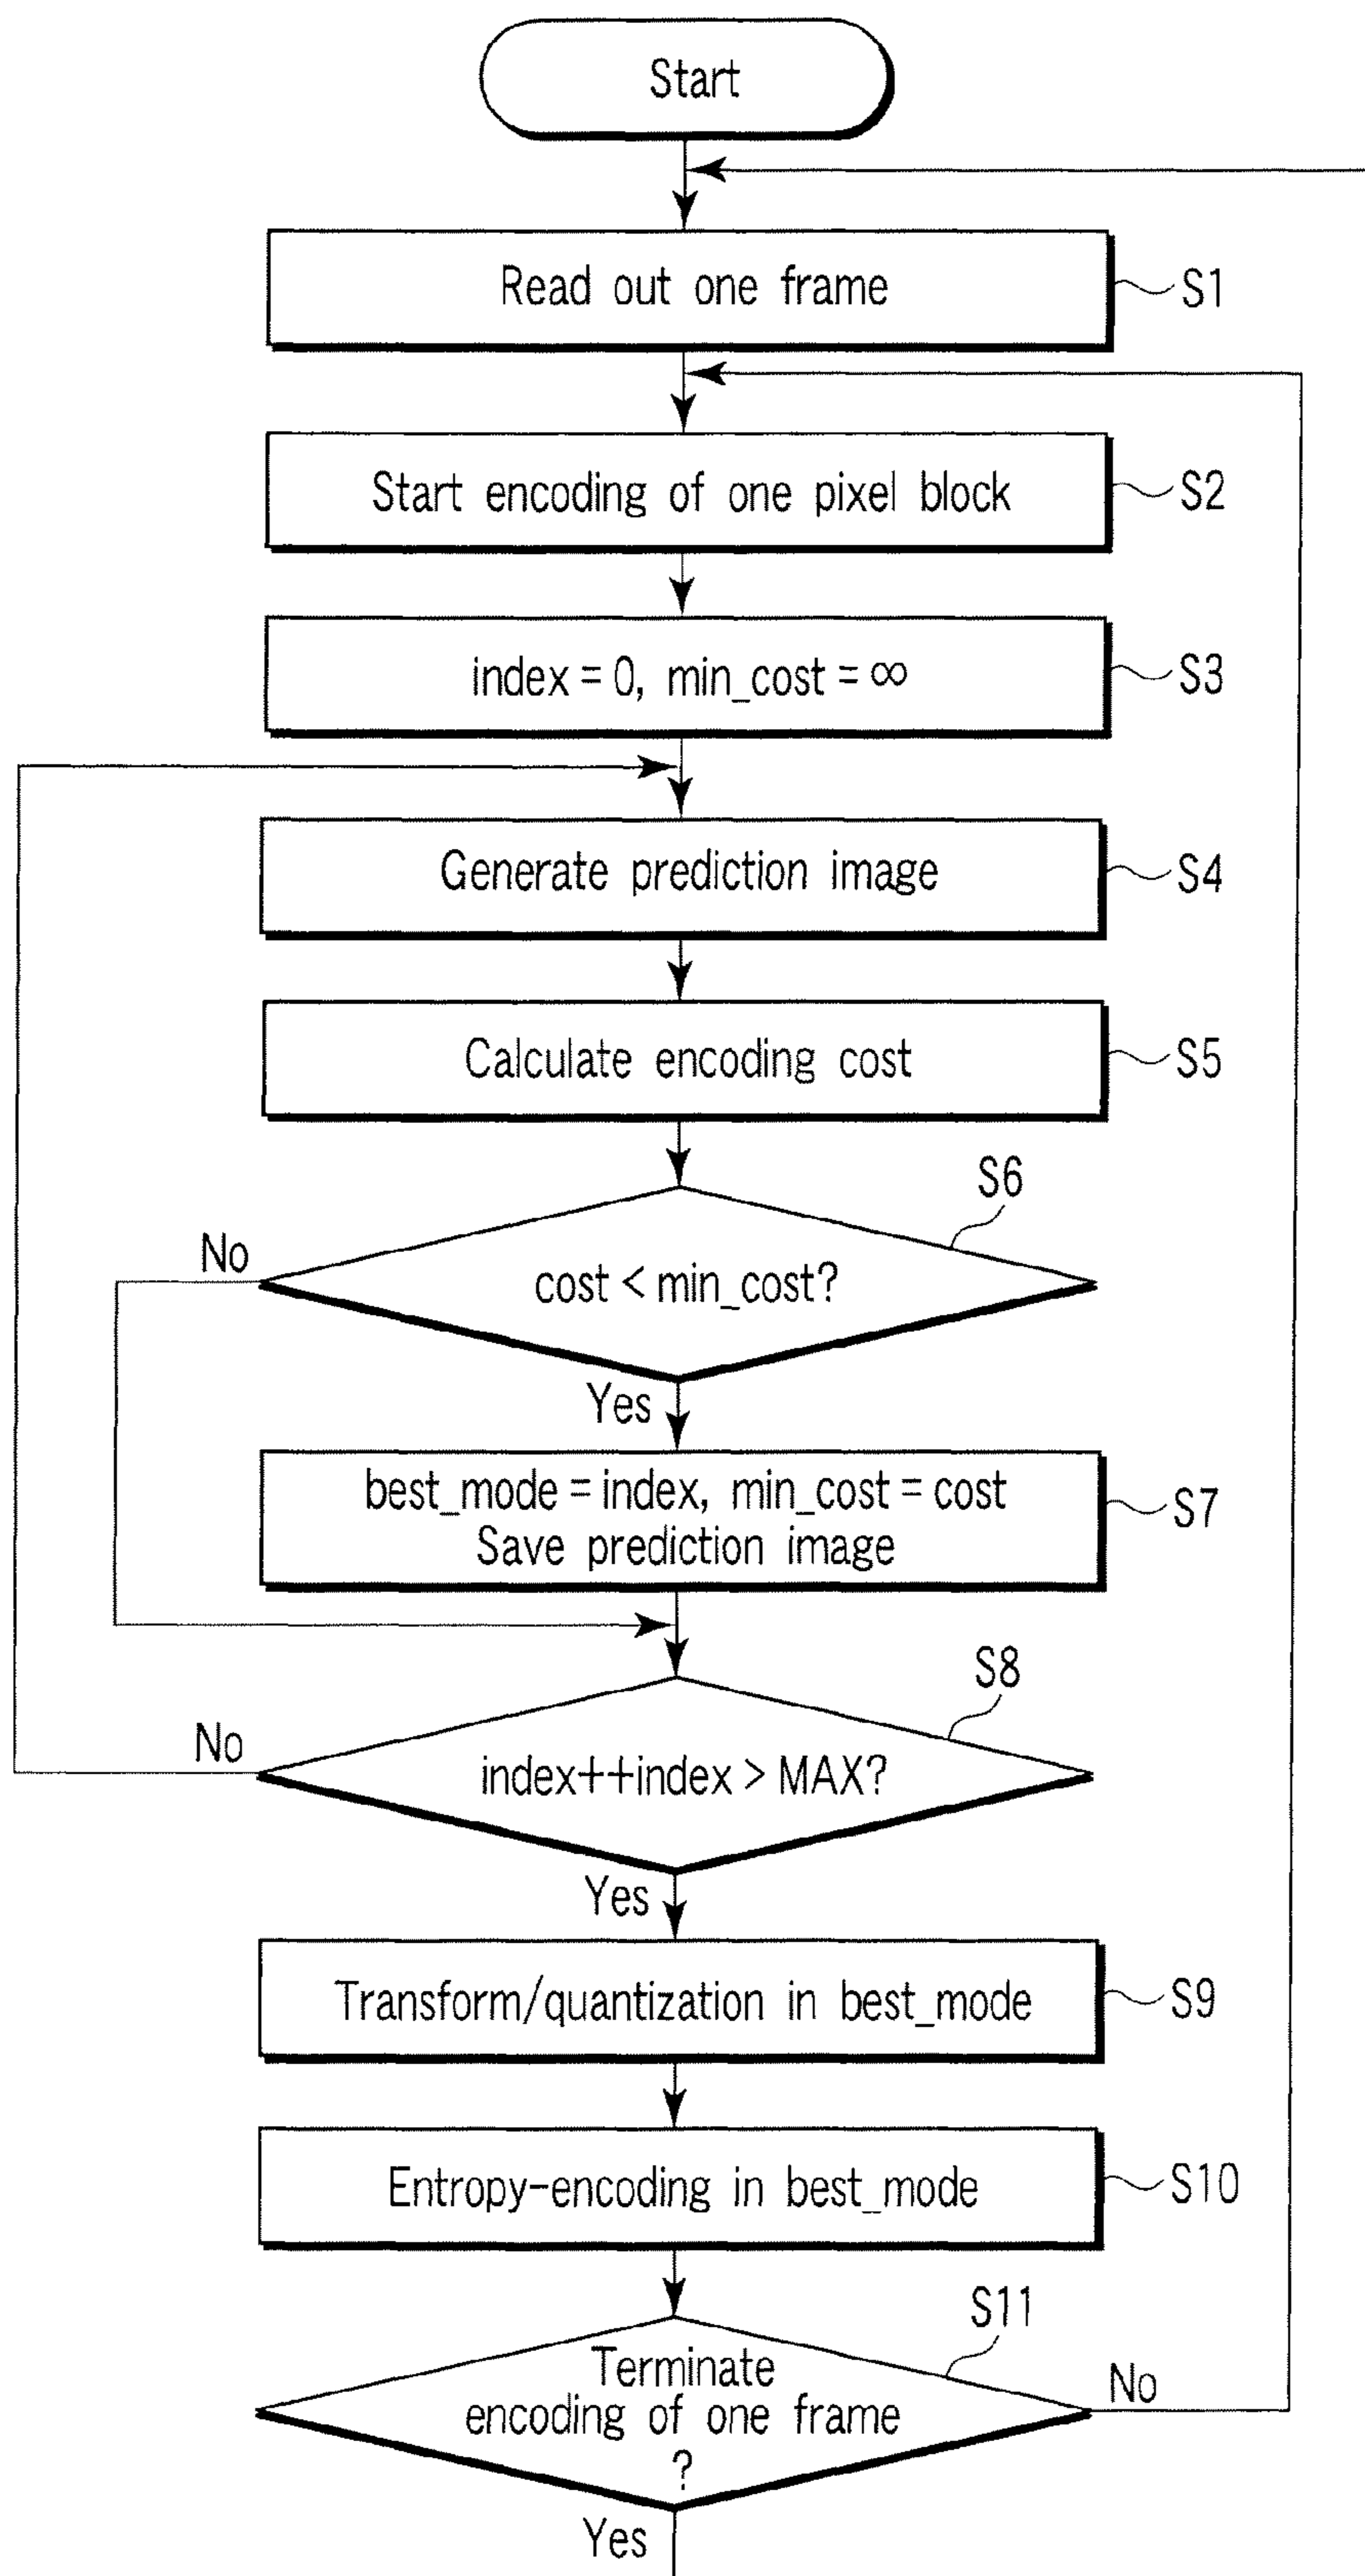 Start
Read out one frame
S1
Start encoding of one pixel block
S2
index = 0, min_cost = ∞
S3
Generate prediction image
S4
Calculate encoding cost
S5
S6
No
cost < min_cost?
Yes
best_mode = index, min_cost = cost
Save prediction image
S7
S8
No
index++index > MAX?
Yes
Transform/quantization in best_mode
S9
Entropy-encoding in best_mode
S10
S11
Terminate
encoding of one frame
?
No
Yes